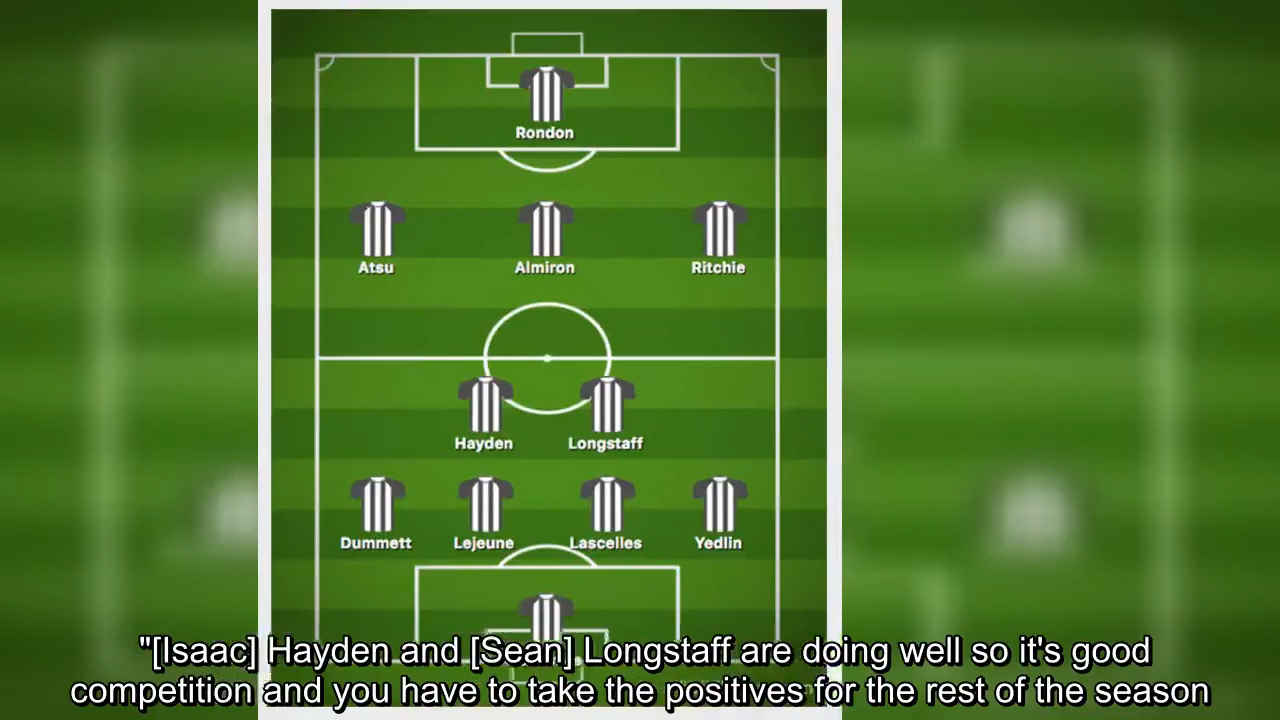 Rondon
Atsu Almiron Ritchie
Hayden Longstaff
Dummett Lejeune Lascelles Yedlin
"[Isaac] Hayden and [Sean] Longstaff are doing well so it's good
competition and you have to take the positives for the rest of the season